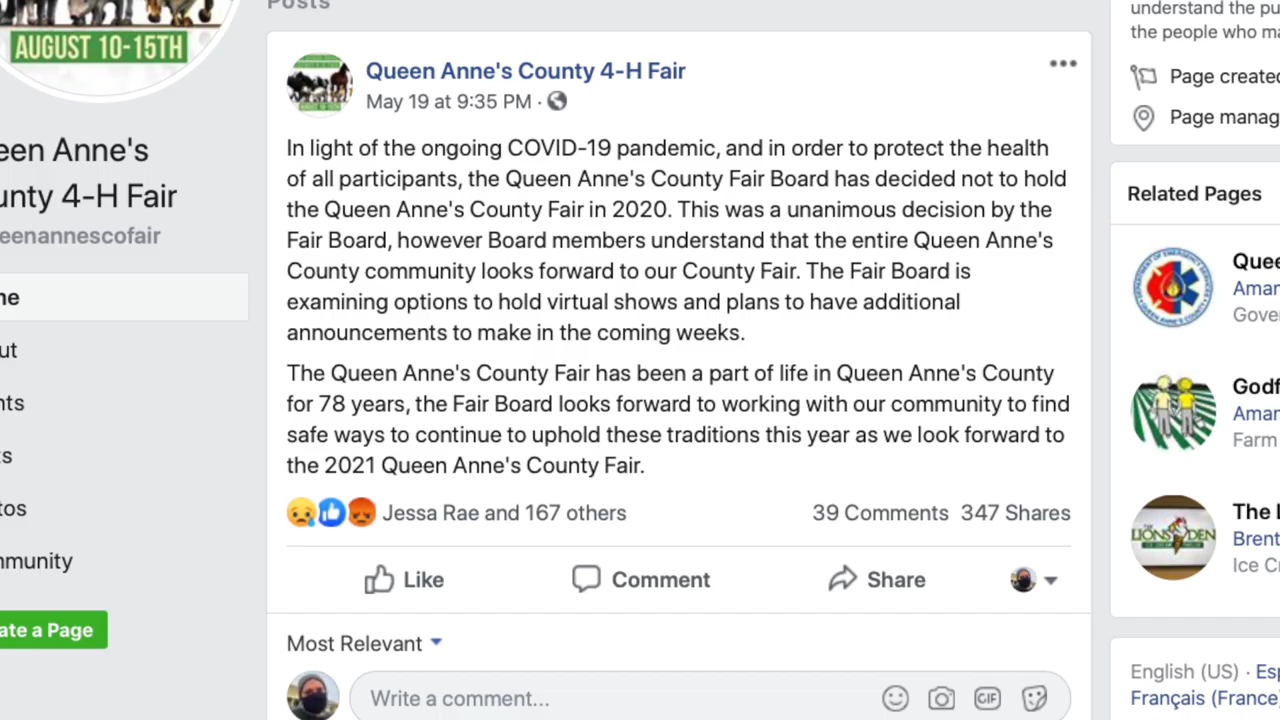 Posts
AUGUST 10-15TH
een Anne's
unty 4-H Fair
eenannescofair
me
ut
nts
s
tos
mmunity
ate a Page
Queen Anne's County 4-H Fair
May 19 at 9:35 PM ·
In light of the ongoing COVID-19 pandemic, and in order to protect the health
of all participants, the Queen Anne's County Fair Board has decided not to hold
the Queen Anne's County Fair in 2020. This was a unanimous decision by the
Fair Board, however Board members understand that the entire Queen Anne's
County community looks forward to our County Fair. The Fair Board is
examining options to hold virtual shows and plans to have additional
announcements to make in the coming weeks.
The Queen Anne's County Fair has been a part of life in Queen Anne's County
for 78 years, the Fair Board looks forward to working with our community to find
safe ways to continue to uphold these traditions this year as we look forward to
the 2021 Queen Anne's County Fair.
Jessa Rae and 167 others
39 Comments 347 Shares
Like Comment Share
Most Relevant
Write a comment...
GIF
understand the pu
the people who ma
Page created
Page manag
Related Pages
Quee
Aman
Gover
Godf
Aman
Farm
LIONS DEN
The L
Brent
Ice C
English (US) · Esp
Français (France)